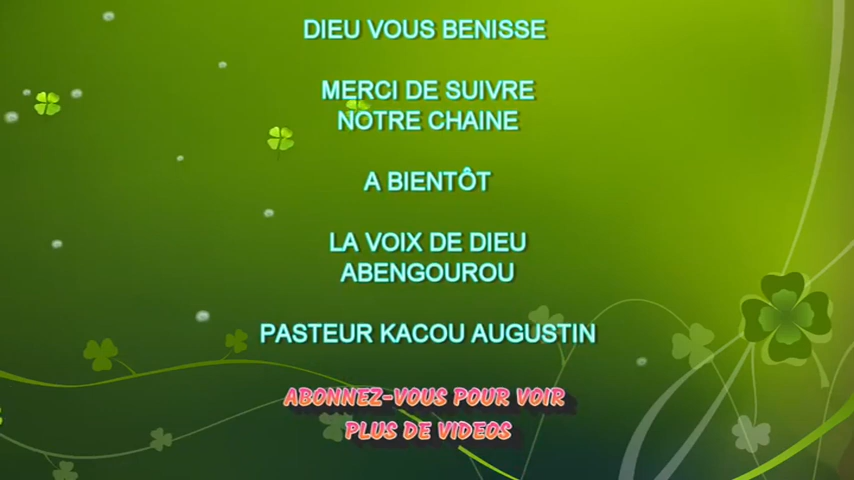 DIEU VOUS BENISSE
MERCI DE SUIVRE
NOTRE CHAINE
A BIENTÔT
LA VOIX DE DIEU
ABENGOUROU
PASTEUR KACOU AUGUSTIN
ABONNEZ-VOUS POUR VOIR
PLUS DE VIDEOS